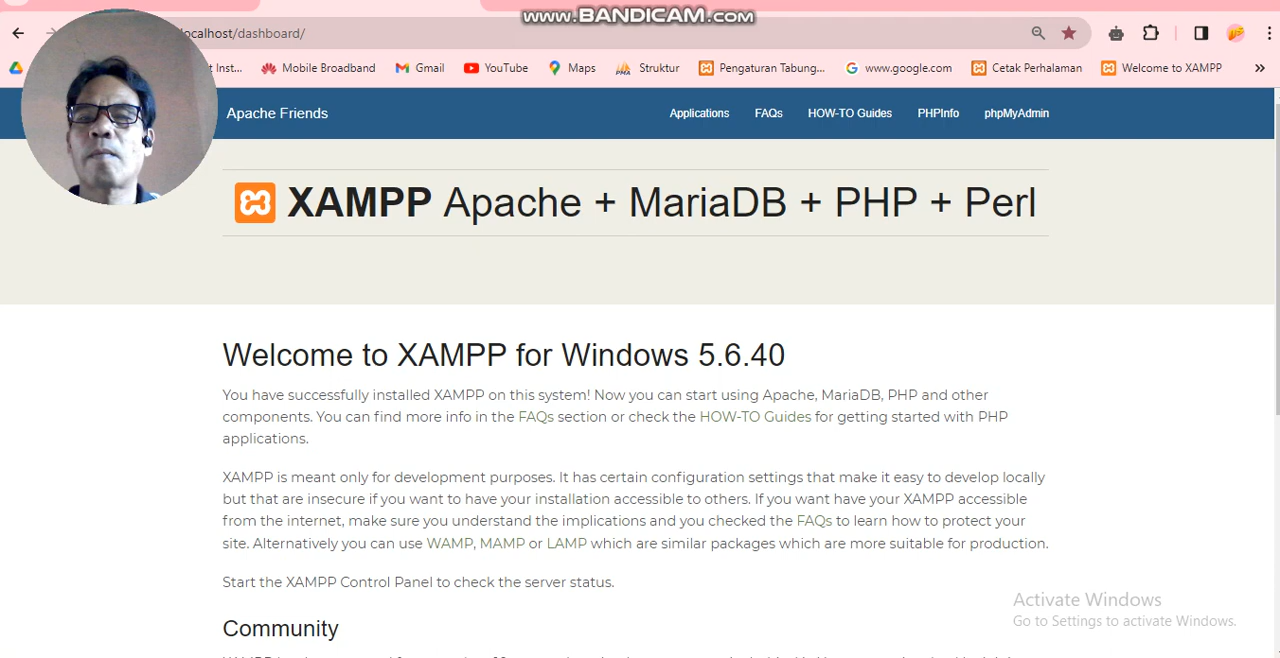 www.BANDICAM.com
localhost/dashboard/
t Inst...
Mobile Broadband
Gmail
YouTube
Maps
Struktur
Pengaturan Tabung...
www.google.com
Cetak Perhalaman
Welcome to XAMPP
»
Apache Friends
Applications
FAQs
HOW-TO Guides
PHPInfo
phpMyAdmin
XAMPP Apache + MariaDB + PHP + Perl
Welcome to XAMPP for Windows 5.6.40
You have successfully installed XAMPP on this system! Now you can start using Apache, MariaDB, PHP and other
components. You can find more info in the FAQs section or check the HOW-TO Guides for getting started with PHP
applications.
XAMPP is meant only for development purposes. It has certain configuration settings that make it easy to develop locally
but that are insecure if you want to have your installation accessible to others. If you want have your XAMPP accessible
from the internet, make sure you understand the implications and you checked the FAQs to learn how to protect your
site. Alternatively you can use WAMP, MAMP or LAMP which are similar packages which are more suitable for production.
Start the XAMPP Control Panel to check the server status.
Activate Windows
Go to Settings to activate Windows.
Community